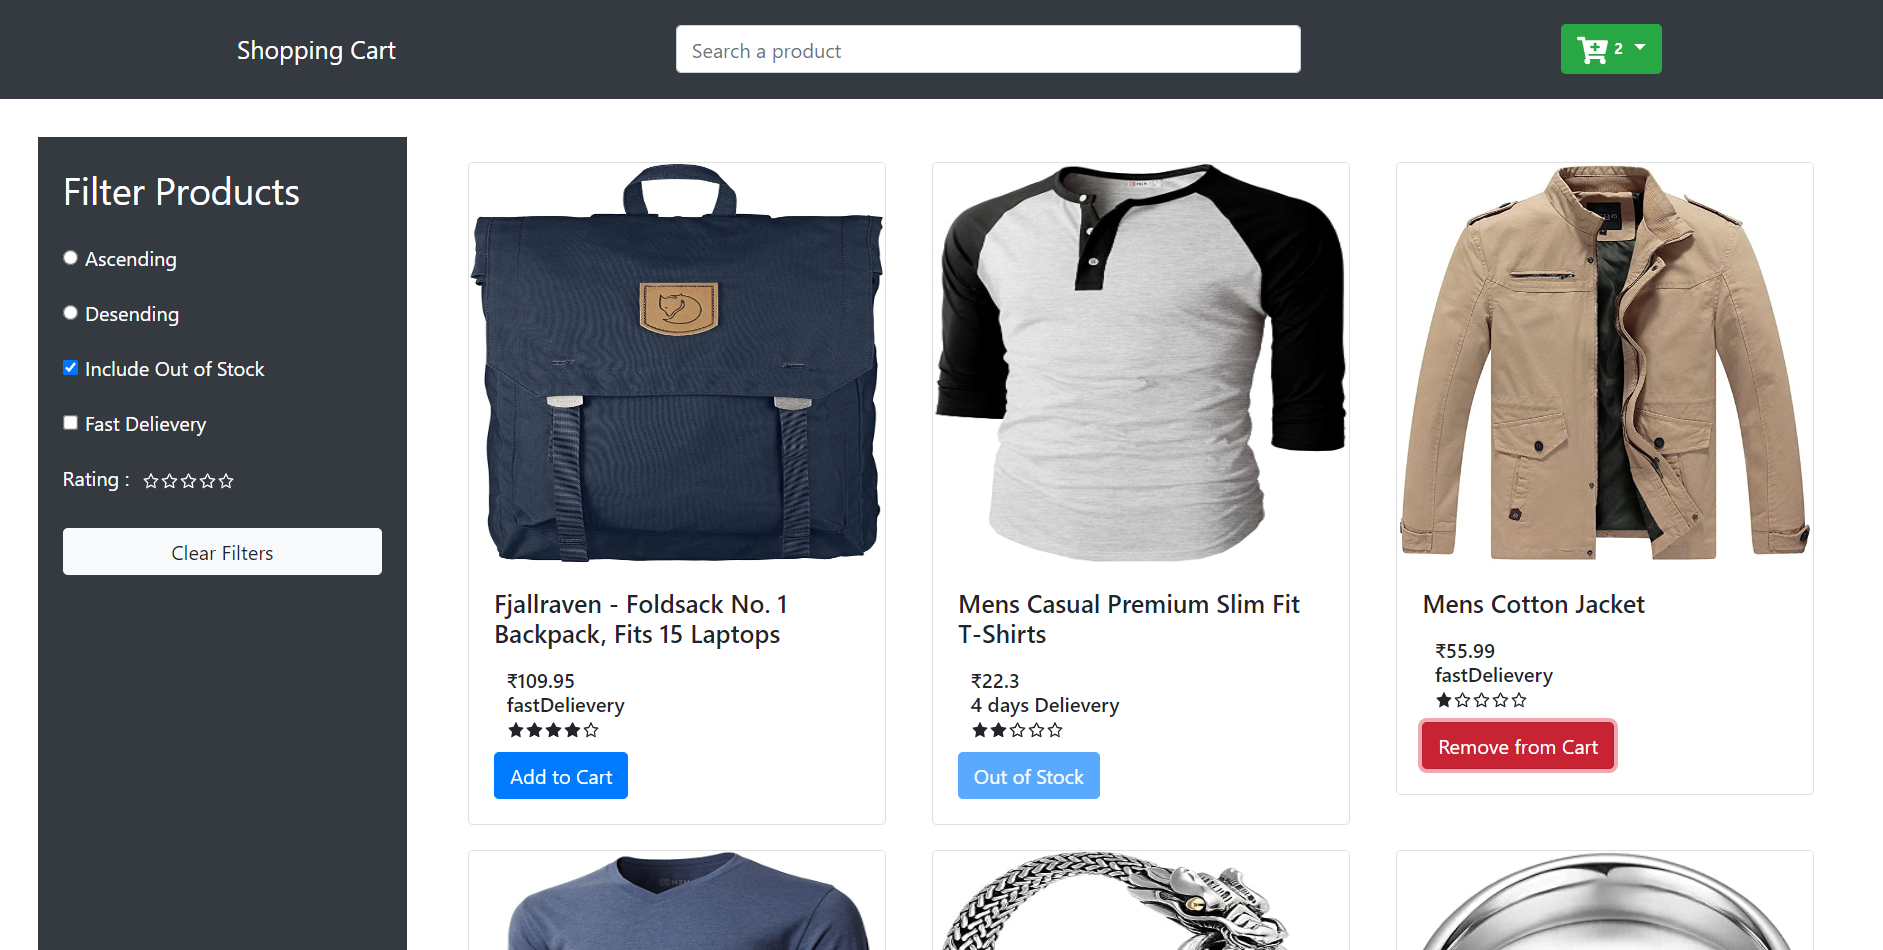 Shopping Cart
Search a product
2
Filter Products
Ascending
Desending
Include Out of Stock
Fast Delievery
Rating :
Clear Filters
Fjallraven - Foldsack No. 1
Backpack, Fits 15 Laptops
₹109.95
fastDelievery
Add to Cart
Mens Casual Premium Slim Fit
T-Shirts
₹22.3
4 days Delievery
Out of Stock
Mens Cotton Jacket
₹55.99
fastDelievery
Remove from Cart